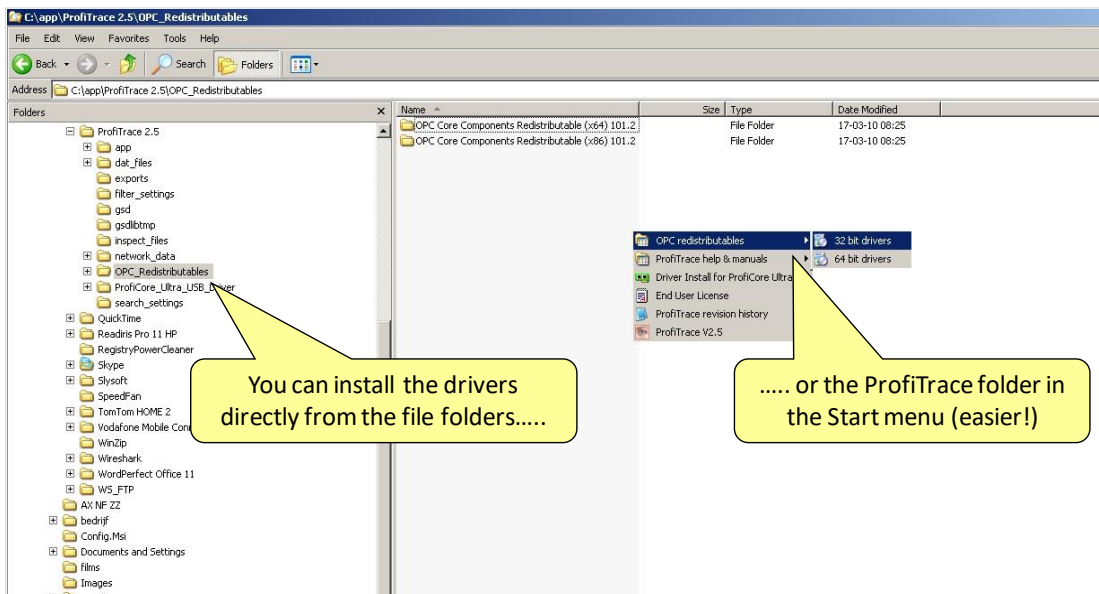 C:\app\ProfiTrace 2.5\OPC_Redistributables
File Edit View Favorites Tools Help
Back Search Folders
Address C:\app\ProfiTrace 2.5\OPC_Redistributables
Folders x
Name Size Type Date Modified
OPC Core Components Redistributable (x64) 101.2 File Folder 17-03-10 08:25
OPC Core Components Redistributable (x86) 101.2 File Folder 17-03-10 08:25
ProfiTrace 2.5
app
dat_files
exports
filter_settings
gsd
gsdlibtmp
inspect_files
network_data
OPC_Redistributables
ProfiCore_Ultra_USB_Driver
search_settings
QuickTime
Readiris Pro 11 HP
RegistryPowerCleaner
Skype
Slysoft
SpeedFan
TomTom HOME 2
Vodafone Mobile Con
WinZip
Wireshark
WordPerfect Office 11
WS_FTP
AX NF ZZ
bedrijf
Config.Msi
Documents and Settings
films
Images
OPC redistributables
ProfiTrace help & manuals
Driver Install for ProfiCore Ultra
End User License
ProfiTrace revision history
ProfiTrace V2.5
32 bit drivers
64 bit drivers
You can install the drivers
directly from the file folders.....
..... or the ProfiTrace folder in
the Start menu (easier!)